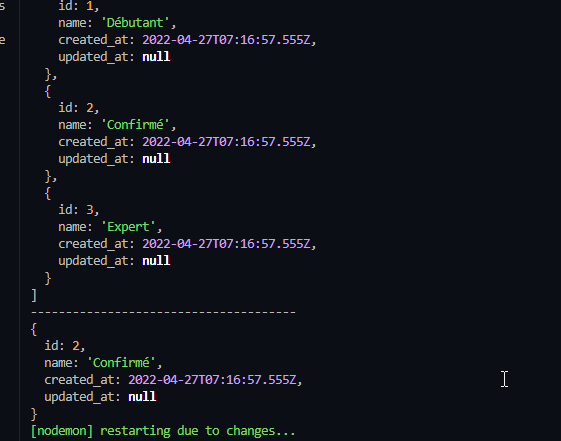 s
id: 1,
name: 'Débutant',
created_at: 2022-04-27T07:16:57.555Z,
e
updated_at: null
},
{
id: 2,
name: 'Confirmé',
created_at: 2022-04-27T07:16:57.555Z,
updated_at: null
},
{
id: 3,
name: 'Expert',
created_at: 2022-04-27T07:16:57.555Z,
updated_at: null
}
]
--------------------------------------
{
id: 2,
name: 'Confirmé',
created_at: 2022-04-27T07:16:57.555Z,
updated_at: null
}
[nodemon] restarting due to changes...